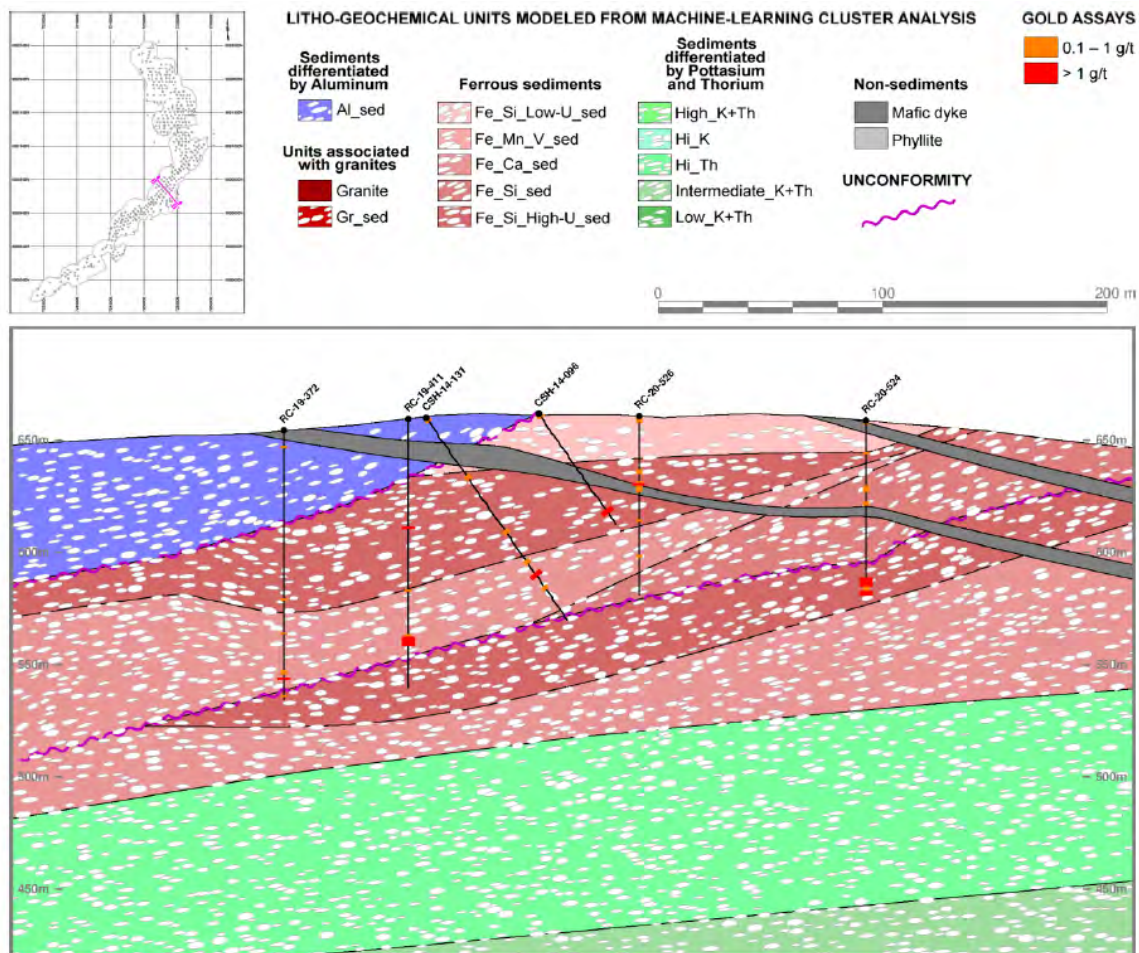 LITHO-GEOCHEMICAL UNITS MODELED FROM MACHINE-LEARNING CLUSTER ANALYSIS
Sediments
differentiated
by Aluminum
Al_sed
Units associated
with granites
Granite
Gr_sed
Ferrous sediments
Fe_Si_Low-U_sed
Fe_Mn_V_sed
Fe_Ca_sed
Fe_Si_sed
Fe_Si_High-U_sed
Sediments
differentiated
by Pottasium
and Thorium
High_K+Th
Hi_K
Hi_Th
Intermediate_K+Th
Low_K+Th
Non-sediments
Mafic dyke
Phyllite
UNCONFORMITY
GOLD ASSAYS
0.1 – 1 g/t
> 1 g/t
0
100
200 m
RC-19-372
RC-19-411
CSH-14-131
CSH-14-096
RC-20-526
RC-20-524
650m
650m
600m
600m
550m
550m
500m
500m
450m
450m